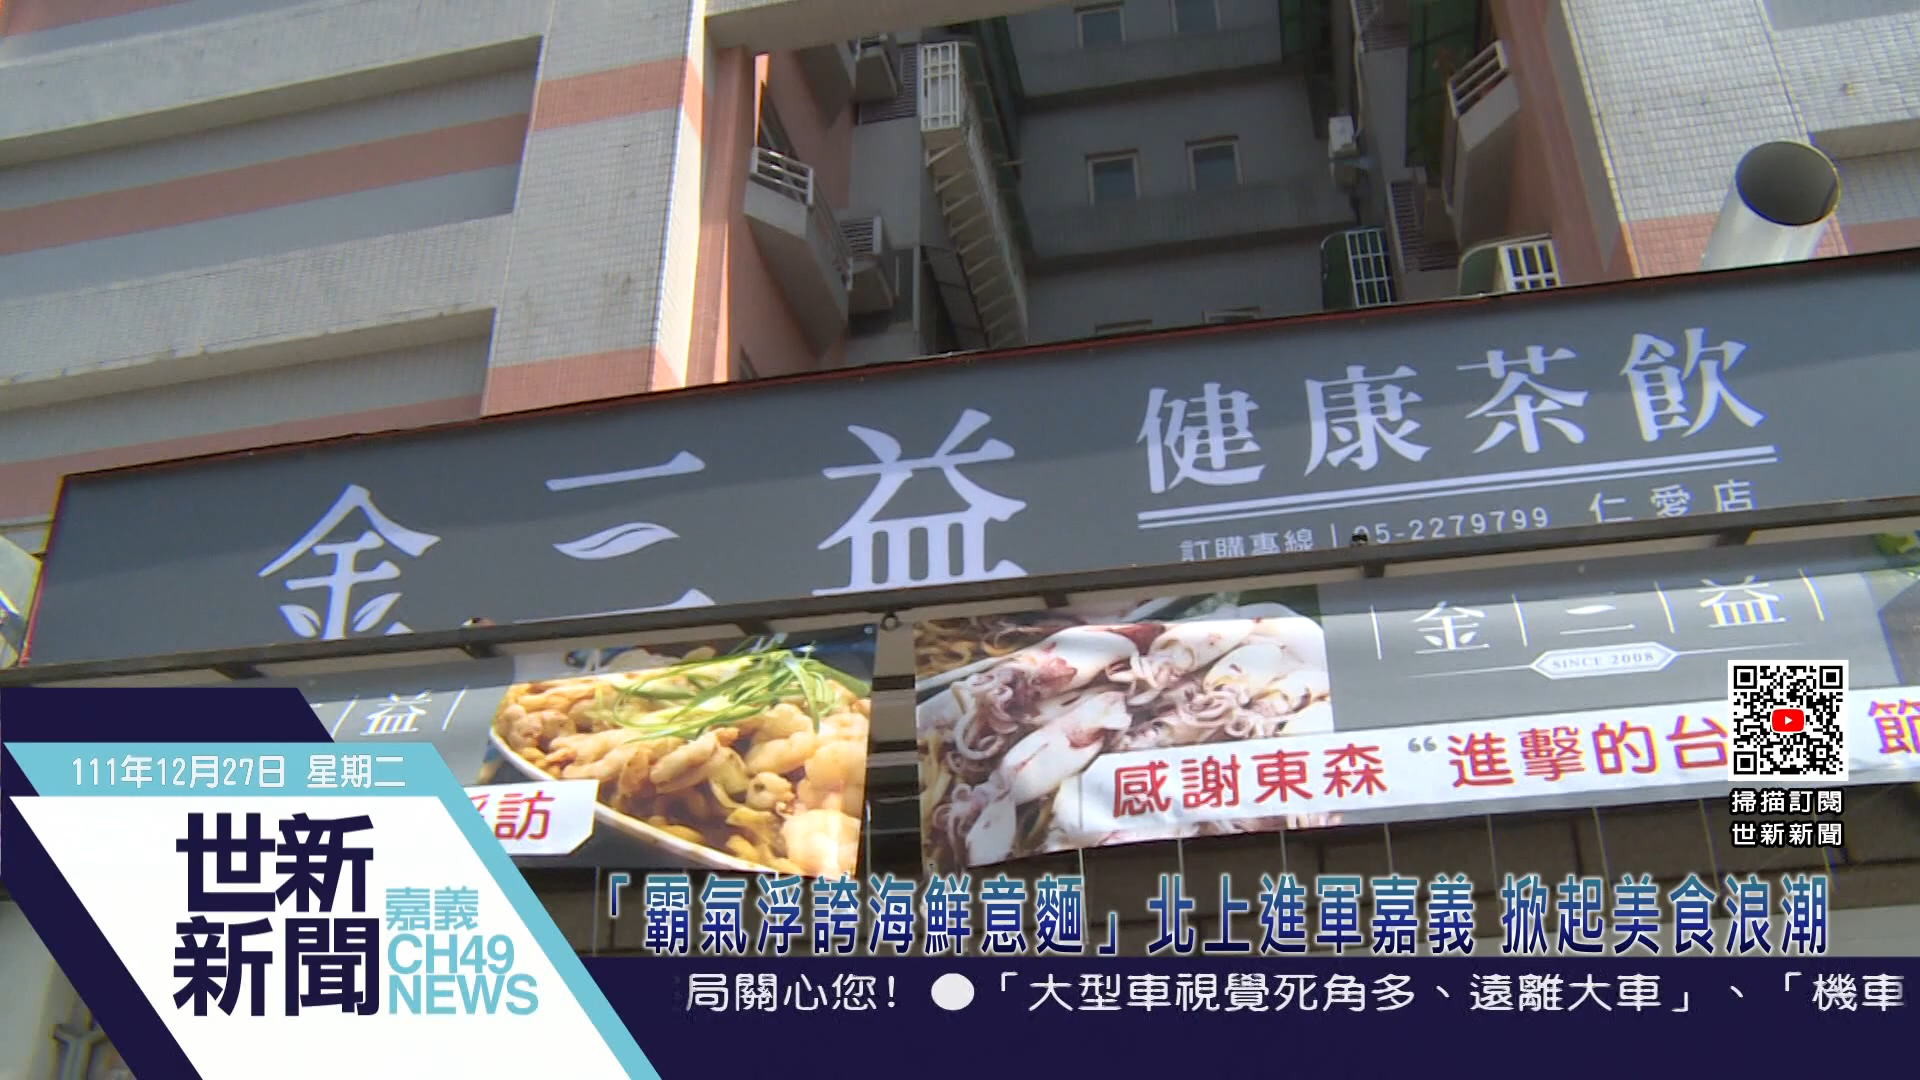 金三益 健康茶飲
訂購專線 | 05-2279799 仁愛店
益
金三益
SINCE 2008
感謝東森 “進擊的台
節
訪
掃描訂閱
世新新聞
111年12月27日 星期二
世新
新聞
嘉義
CH49
NEWS
「霸氣浮誇海鮮意麵」北上進軍嘉義 掀起美食浪潮
局關心您! ●「大型車視覺死角多、遠離大車」、「機車